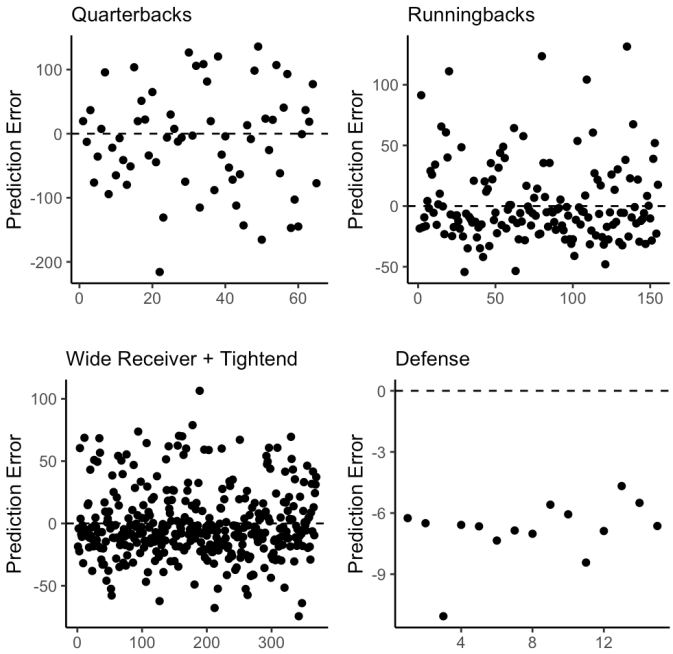 Quarterbacks
Prediction Error
100
0
-100
-200
0 20 40 60
Runningbacks
Prediction Error
100
50
0
-50
0 50 100 150
Wide Receiver + Tightend
Prediction Error
100
50
0
-50
0 100 200 300
Defense
Prediction Error
0
-3
-6
-9
4 8 12